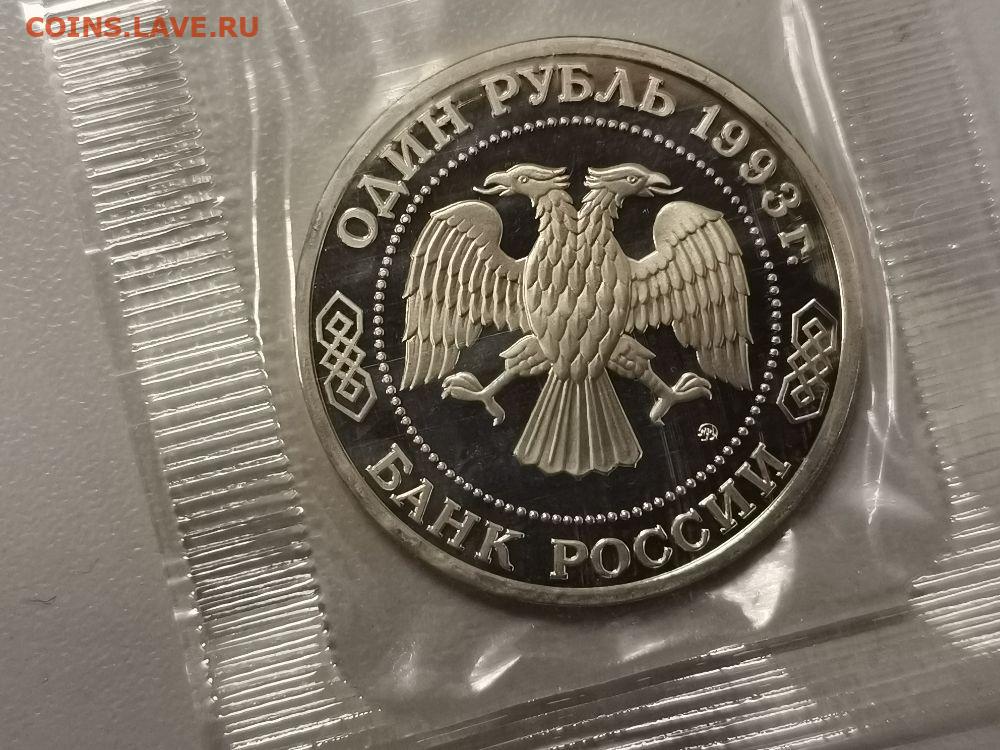 COINS.LAVE.RU
ОДИН РУБЛЬ 1993 г.
БАНК РОССИИ